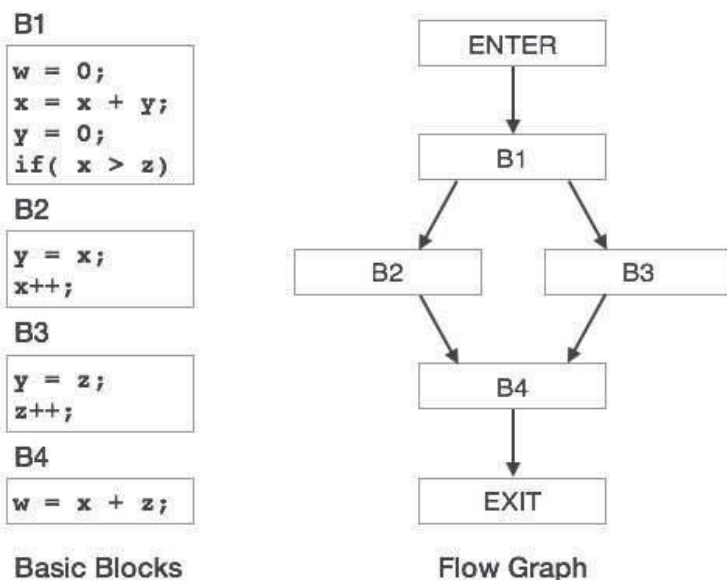 B1
w = 0;
x = x + y;
y = 0;
if( x > z)
B2
y = x;
x++;
B3
y = z;
z++;
B4
w = x + z;
Basic Blocks
ENTER
B1
B2 B3
B4
EXIT
Flow Graph